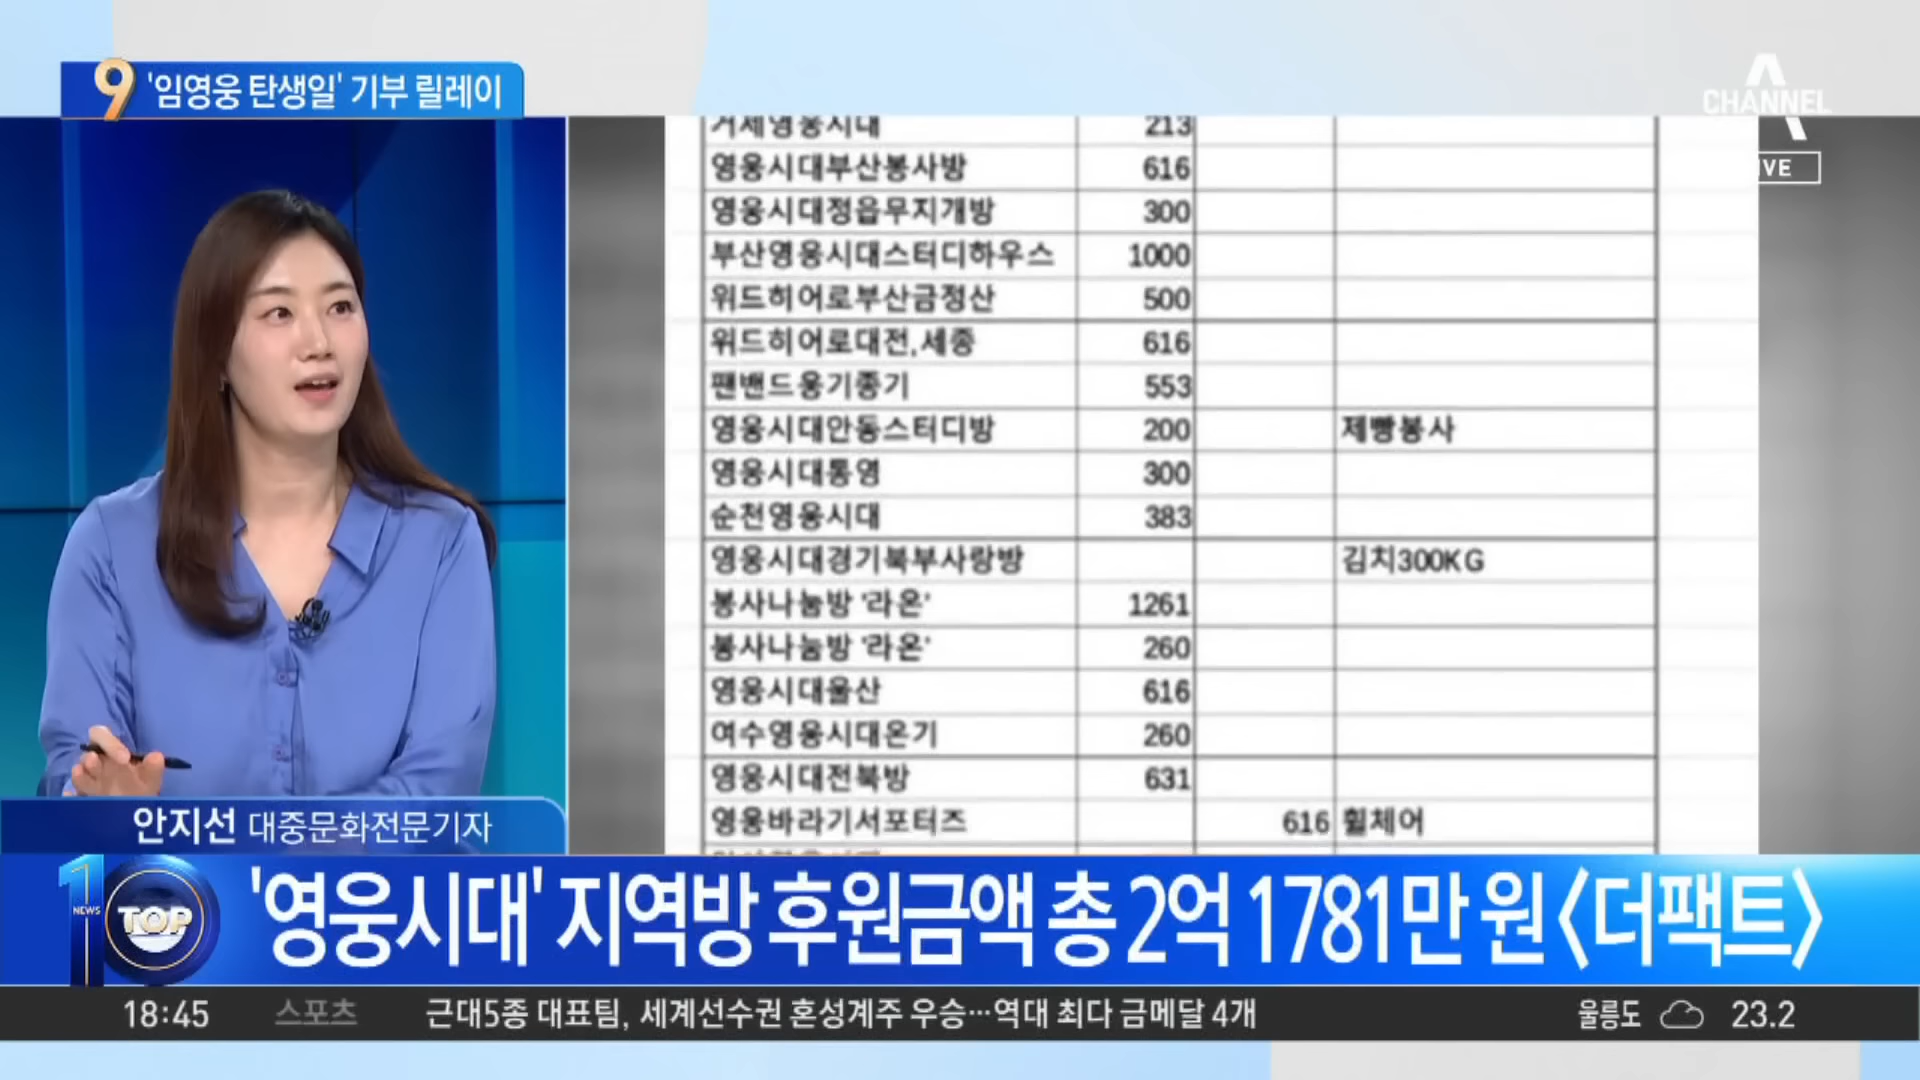 9 '임영웅 탄생일' 기부 릴레이
CHANNEL A
LIVE
거제영웅시대 213
영웅시대부산봉사방 616
영웅시대정읍무지개방 300
부산영웅시대스터디하우스 1000
위드히어로부산금정산 500
위드히어로대전,세종 616
팬밴드웅기종기 553
영웅시대안동스터디방 200 제빵봉사
영웅시대통영 300
순천영웅시대 383
영웅시대경기북부사랑방 김치300KG
봉사나눔방 '라온' 1261
봉사나눔방 '라온' 260
영웅시대울산 616
여수영웅시대온기 260
영웅시대전북방 631
영웅바라기서포터즈 616 휠체어
안지선 대중문화전문기자
NEWS TOP 10
'영웅시대' 지역방 후원금액 총 2억 1781만 원〈더팩트〉
18:45 스포츠 근대5종 대표팀, 세계선수권 혼성계주 우승…역대 최다 금메달 4개 울릉도 23.2